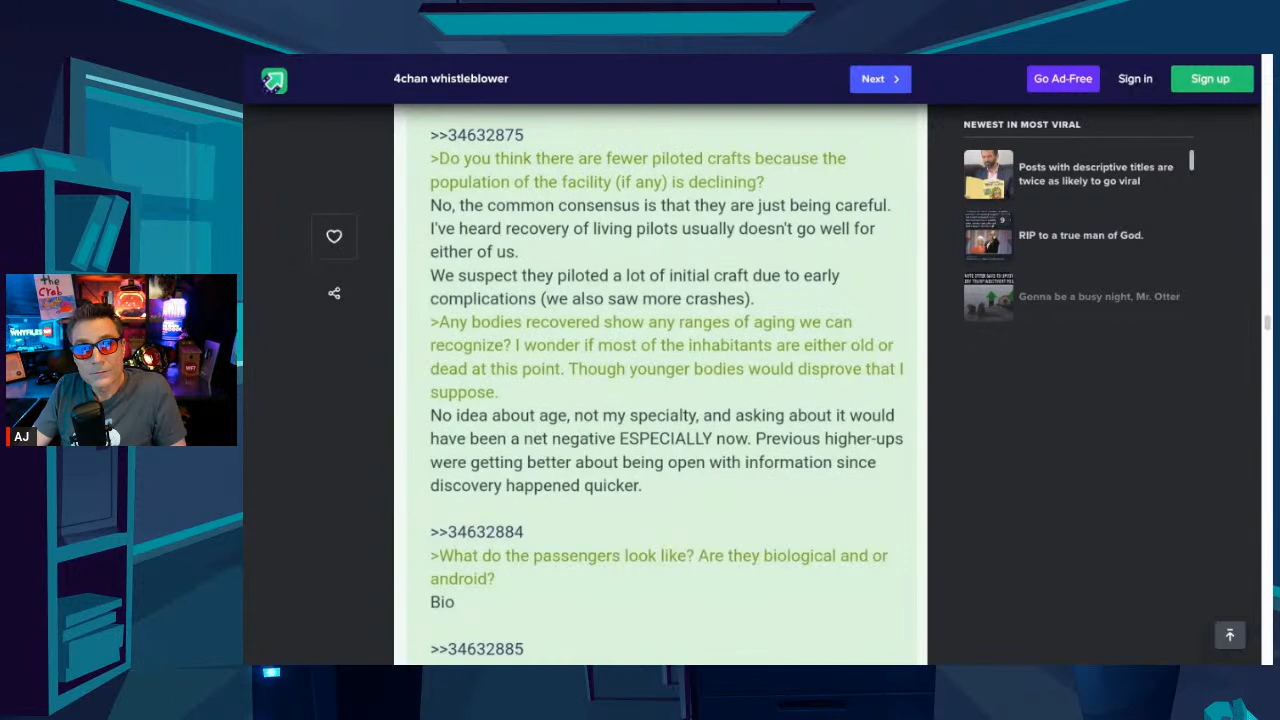 4chan whistleblower
Next
Go Ad-Free
Sign in
Sign up
>>34632875
>Do you think there are fewer piloted crafts because the
population of the facility (if any) is declining?
No, the common consensus is that they are just being careful.
I've heard recovery of living pilots usually doesn't go well for
either of us.
We suspect they piloted a lot of initial craft due to early
complications (we also saw more crashes).
>Any bodies recovered show any ranges of aging we can
recognize? I wonder if most of the inhabitants are either old or
dead at this point. Though younger bodies would disprove that I
suppose.
No idea about age, not my specialty, and asking about it would
have been a net negative ESPECIALLY now. Previous higher-ups
were getting better about being open with information since
discovery happened quicker.
>>34632884
>What do the passengers look like? Are they biological and or
android?
Bio
>>34632885
NEWEST IN MOST VIRAL
Posts with descriptive titles are
twice as likely to go viral
RIP to a true man of God.
Gonna be a busy night, Mr. Otter
the
Crab
AJ